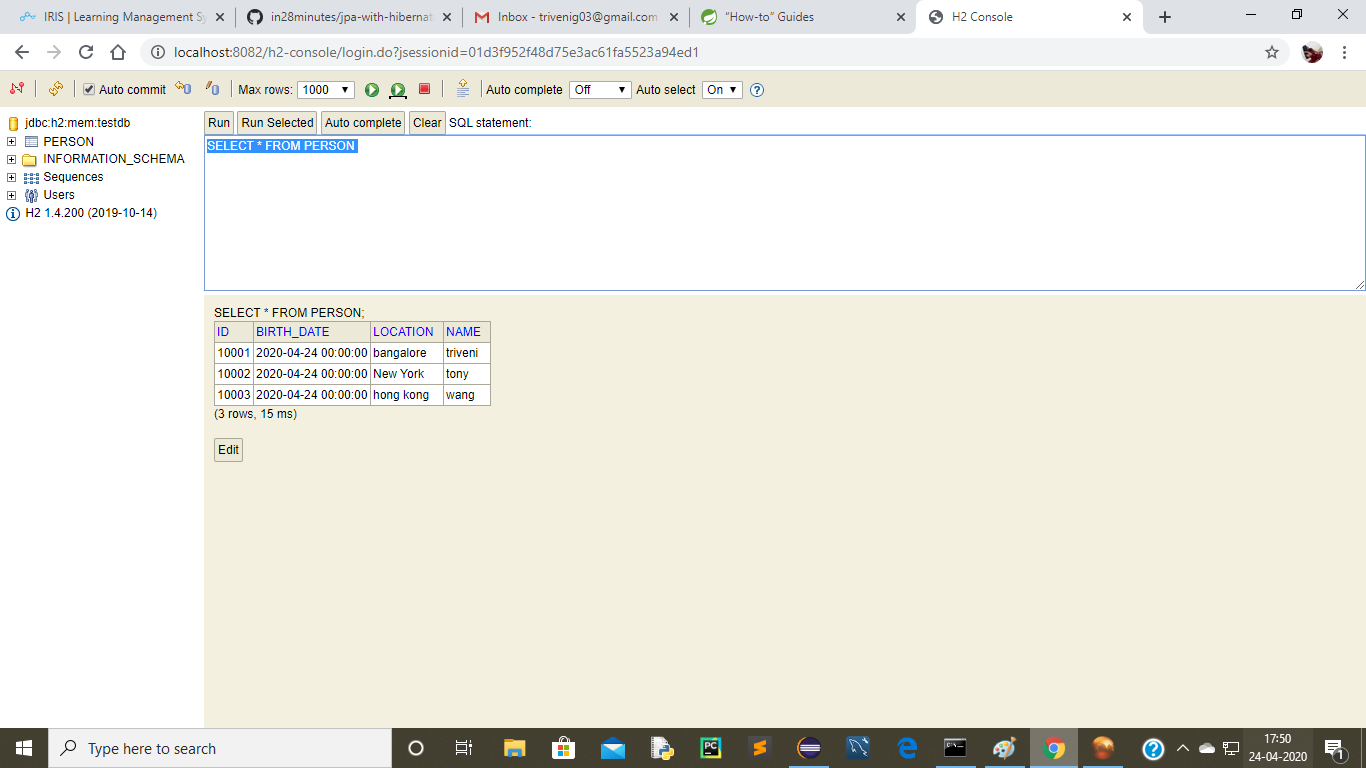 IRIS | Learning Management Sy
in28minutes/jpa-with-hibernat
Inbox - trivenig03@gmail.com
"How-to" Guides
H2 Console
localhost:8082/h2-console/login.do?jsessionid=01d3f952f48d75e3ac61fa5523a94ed1
Auto commit Max rows: 1000 Auto complete Off Auto select On
jdbc:h2:mem:testdb
PERSON
INFORMATION_SCHEMA
Sequences
Users
H2 1.4.200 (2019-10-14)
Run Run Selected Auto complete Clear SQL statement:
SELECT * FROM PERSON
SELECT * FROM PERSON;
ID BIRTH_DATE LOCATION NAME
10001 2020-04-24 00:00:00 bangalore triveni
10002 2020-04-24 00:00:00 New York tony
10003 2020-04-24 00:00:00 hong kong wang
(3 rows, 15 ms)
Edit
Type here to search
PC
17:50
24-04-2020
1